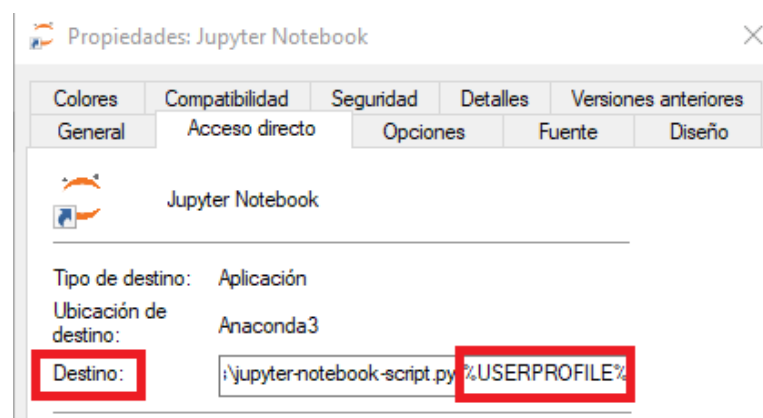 Propiedades: Jupyter Notebook
Colores Compatibilidad Seguridad Detalles Versiones anteriores
General Acceso directo Opciones Fuente Diseño
Jupyter Notebook
Tipo de destino: Aplicación
Ubicación de
destino: Anaconda3
Destino: :\jupyter-notebook-script.py %USERPROFILE%